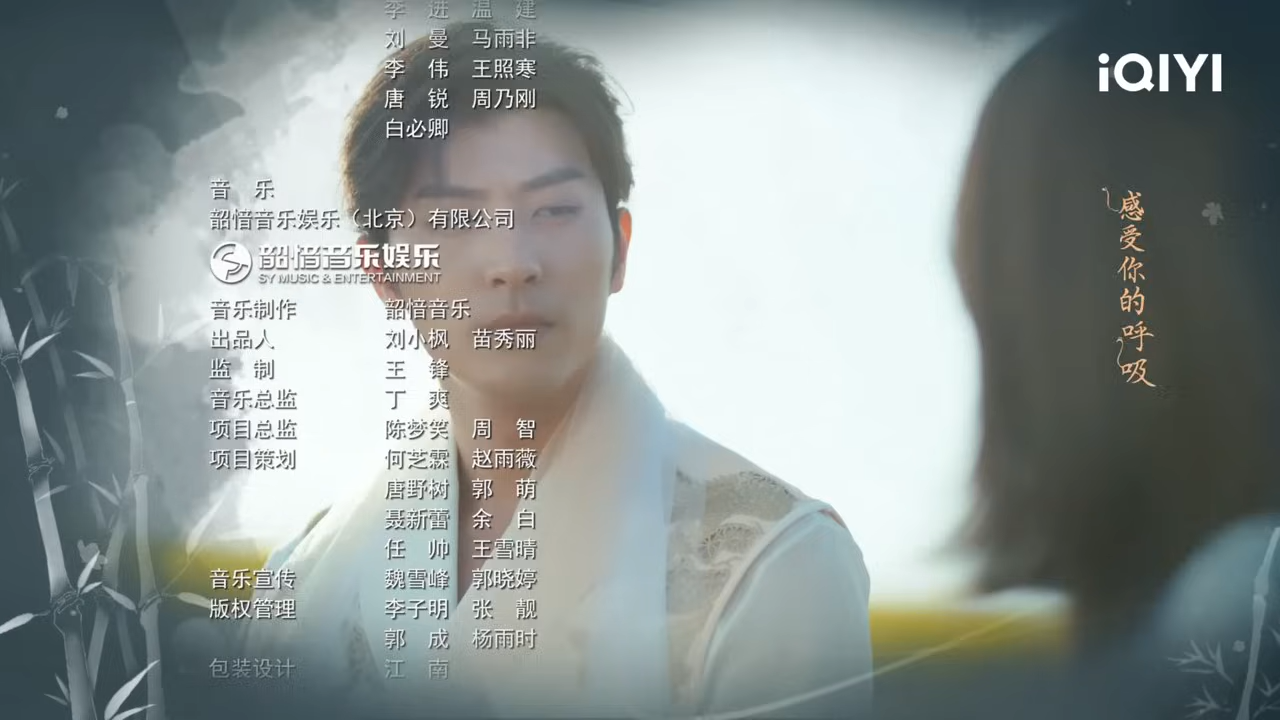 李 进 温 建
刘 曼 马雨非
李 伟 王照寒
唐 锐 周乃刚
白必卿
音 乐
韶愔音乐娱乐（北京）有限公司
韶愔音乐娱乐
SY MUSIC & ENTERTAINMENT
音乐制作 韶愔音乐
出品人 刘小枫 苗秀丽
监 制 王 锋
音乐总监 丁 爽
项目总监 陈梦笑 周 智
项目策划 何芝霖 赵雨薇
唐野树 郭 萌
聂新蕾 余 白
任 帅 王雪晴
音乐宣传 魏雪峰 郭晓婷
版权管理 李子明 张 靓
郭 成 杨雨时
包装设计 江 南
iQIYI
感受你的呼吸